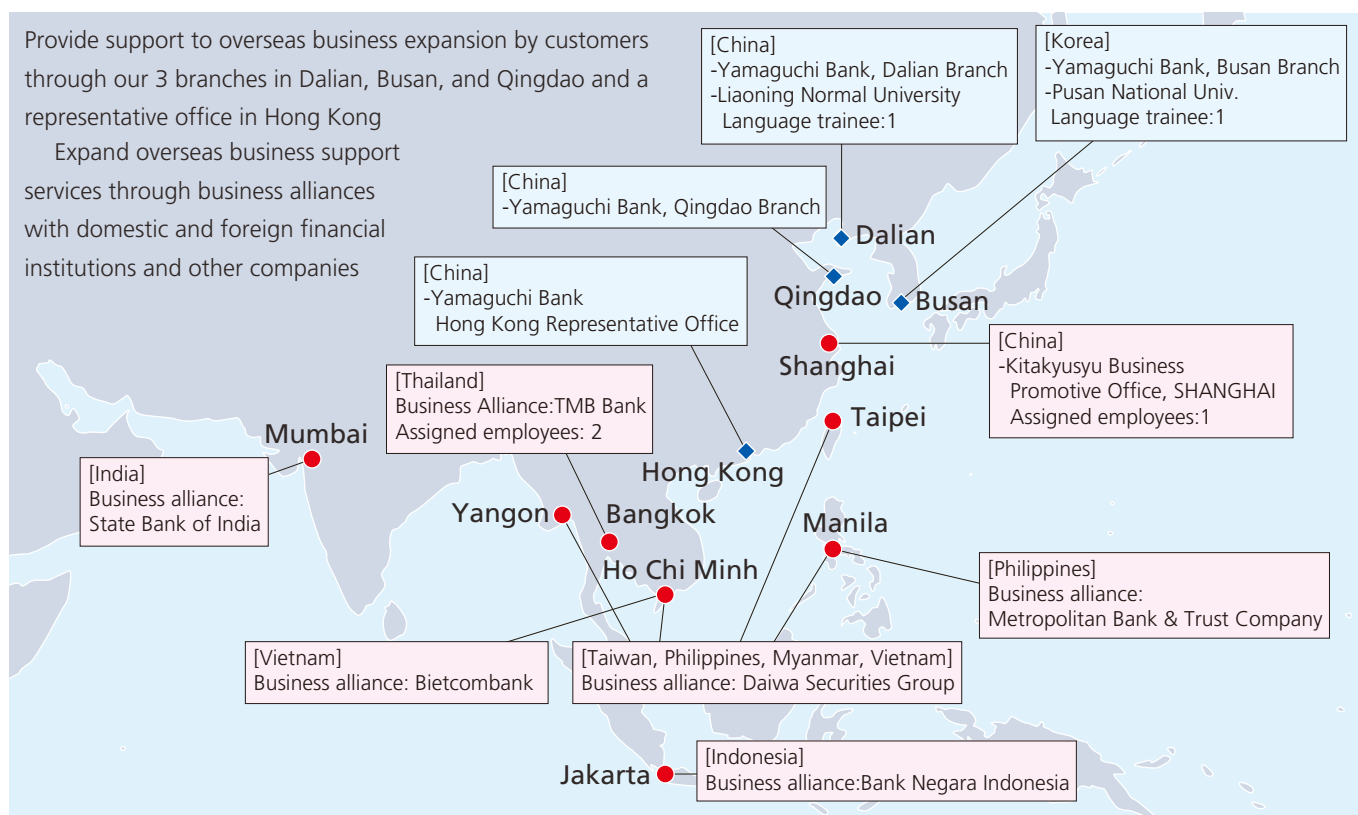 Provide support to overseas business expansion by customers
through our 3 branches in Dalian, Busan, and Qingdao and a
representative office in Hong Kong
Expand overseas business support
services through business alliances
with domestic and foreign financial
institutions and other companies
[China]
-Yamaguchi Bank, Dalian Branch
-Liaoning Normal University
Language trainee:1
[Korea]
-Yamaguchi Bank, Busan Branch
-Pusan National Univ.
Language trainee:1
[China]
-Yamaguchi Bank, Qingdao Branch
Dalian
Qingdao
Busan
[China]
-Yamaguchi Bank
Hong Kong Representative Office
Shanghai
[China]
-Kitakyusyu Business
Promotive Office, SHANGHAI
Assigned employees:1
[Thailand]
Business Alliance:TMB Bank
Assigned employees: 2
Taipei
Mumbai
Hong Kong
[India]
Business alliance:
State Bank of India
Yangon
Bangkok
Manila
Ho Chi Minh
[Philippines]
Business alliance:
Metropolitan Bank & Trust Company
[Vietnam]
Business alliance: Bietcombank
[Taiwan, Philippines, Myanmar, Vietnam]
Business alliance: Daiwa Securities Group
Jakarta
[Indonesia]
Business alliance:Bank Negara Indonesia